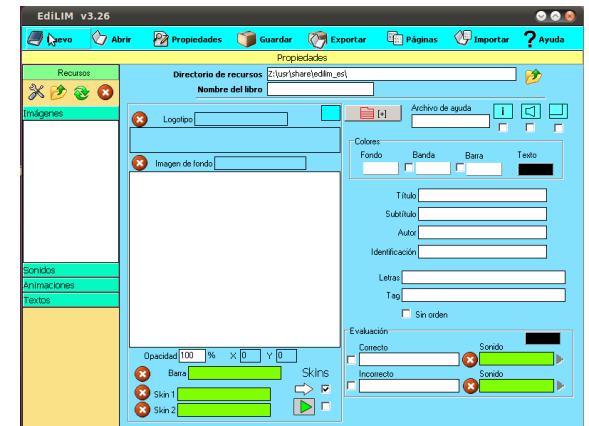 EdiLIM v3.26
Nuevo Abrir Propiedades Guardar Exportar Páginas Importar ? Ayuda
Propiedades
Recursos
Directorio de recursos Z:\usr\share\edilim_es\
Nombre del libro
Imágenes
Logotipo
[+]
Archivo de ayuda
i
Colores
Fondo Banda Barra Texto
Imagen de fondo
Título
Subtítulo
Autor
Identificación
Letras
Tag
Sin orden
Sonidos
Animaciones
Textos
Evaluación
Correcto Sonido
Incorrecto Sonido
Opacidad 100 % X 0 Y 0
Barra Skins
Skin 1
Skin 2